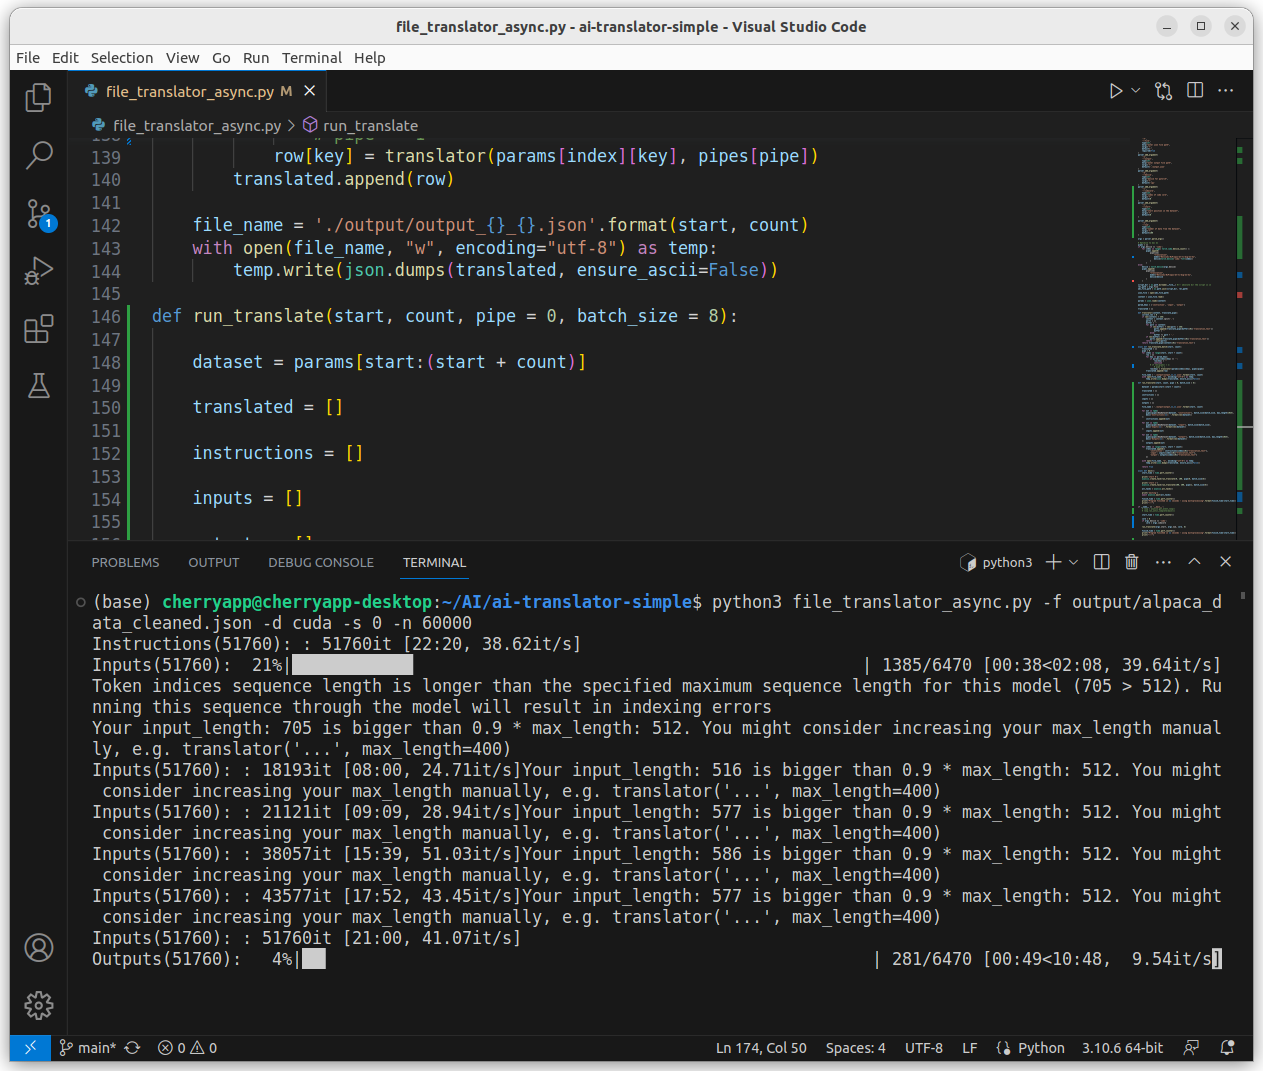 file_translator_async.py - ai-translator-simple - Visual Studio Code
File Edit Selection View Go Run Terminal Help
file_translator_async.py M
file_translator_async.py > run_translate
139 row[key] = translator(params[index][key], pipes[pipe])
140 translated.append(row)
141
142 file_name = './output/output_{}_{}.json'.format(start, count)
143 with open(file_name, "w", encoding="utf-8") as temp:
144 temp.write(json.dumps(translated, ensure_ascii=False))
145
146 def run_translate(start, count, pipe = 0, batch_size = 8):
147
148 dataset = params[start:(start + count)]
149
150 translated = []
151
152 instructions = []
153
154 inputs = []
155
1
PROBLEMS OUTPUT DEBUG CONSOLE TERMINAL python3
(base) cherryapp@cherryapp-desktop:~/AI/ai-translator-simple$ python3 file_translator_async.py -f output/alpaca_d
ata_cleaned.json -d cuda -s 0 -n 60000
Instructions(51760): : 51760it [22:20, 38.62it/s]
Inputs(51760):  21%| | 1385/6470 [00:38<02:08, 39.64it/s]
Token indices sequence length is longer than the specified maximum sequence length for this model (705 > 512). Ru
nning this sequence through the model will result in indexing errors
Your input_length: 705 is bigger than 0.9 * max_length: 512. You might consider increasing your max_length manual
ly, e.g. translator('...', max_length=400)
Inputs(51760): : 18193it [08:00, 24.71it/s]Your input_length: 516 is bigger than 0.9 * max_length: 512. You might
consider increasing your max_length manually, e.g. translator('...', max_length=400)
Inputs(51760): : 21121it [09:09, 28.94it/s]Your input_length: 577 is bigger than 0.9 * max_length: 512. You might
consider increasing your max_length manually, e.g. translator('...', max_length=400)
Inputs(51760): : 38057it [15:39, 51.03it/s]Your input_length: 586 is bigger than 0.9 * max_length: 512. You might
consider increasing your max_length manually, e.g. translator('...', max_length=400)
Inputs(51760): : 43577it [17:52, 43.45it/s]Your input_length: 577 is bigger than 0.9 * max_length: 512. You might
consider increasing your max_length manually, e.g. translator('...', max_length=400)
Inputs(51760): : 51760it [21:00, 41.07it/s]
Outputs(51760):   4%| | 281/6470 [00:49<10:48,  9.54it/s]
main* 0 0 Ln 174, Col 50 Spaces: 4 UTF-8 LF Python 3.10.6 64-bit